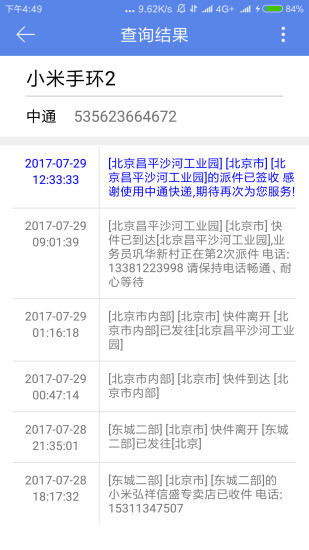 下午4:49 ... 9.62K/s 4G+ 84%
查询结果
小米手环2
中通 535623664672
2017-07-29
12:33:33
[北京昌平沙河工业园] [北京市] [北
京昌平沙河工业园]的派件已签收 感
谢使用中通快递,期待再次为您服务!
2017-07-29
09:01:39
[北京昌平沙河工业园] [北京市] 快
件已到达[北京昌平沙河工业园],业
务员巩华新村正在第2次派件 电话:
13381223998 请保持电话畅通、耐
心等待
2017-07-29
01:16:18
[北京市内部] [北京市] 快件离开 [北
京市内部]已发往[北京昌平沙河工业
园]
2017-07-29
00:47:14
[北京市内部] [北京市] 快件到达 [北
京市内部]
2017-07-28
21:35:01
[东城二部] [北京市] 快件离开 [东城
二部]已发往[北京]
2017-07-28
18:17:32
[东城二部] [北京市] [东城二部]的
小米弘祥信盛专卖店已收件 电话:
15311347507